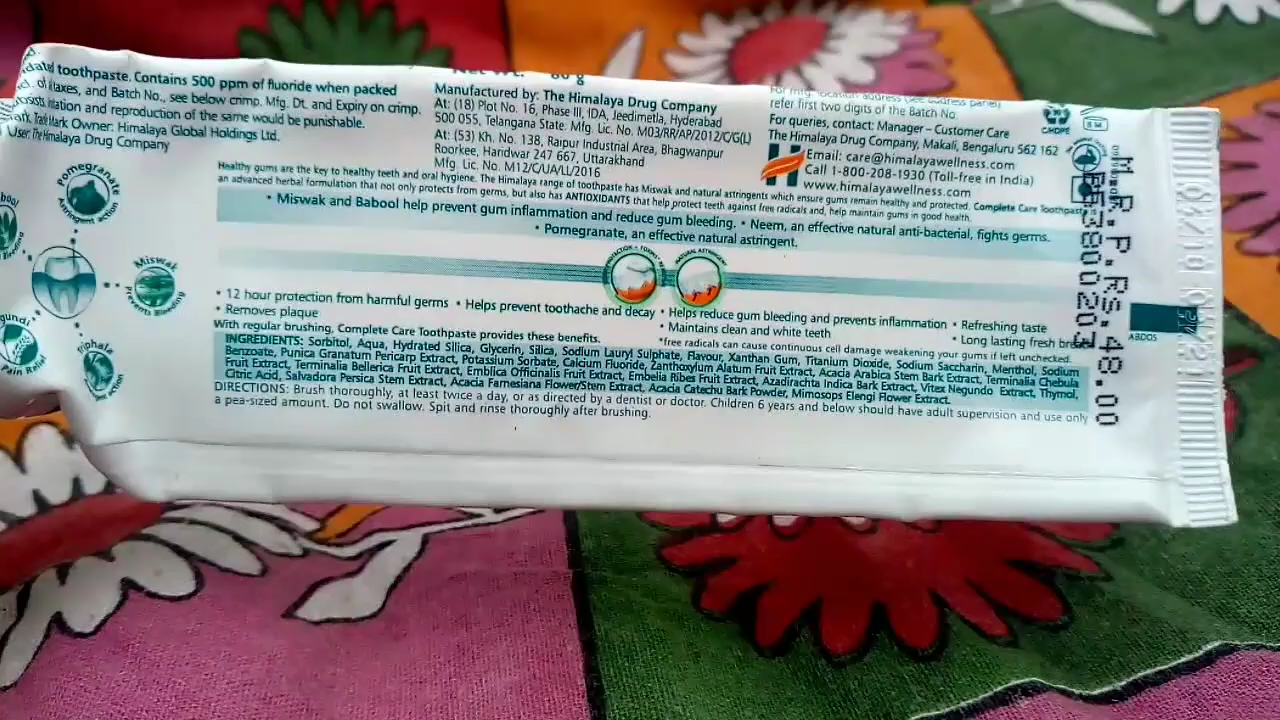 toothpaste. Contains 500 ppm of fluoride when packed
taxes, and Batch No., see below crimp. Mfg. Dt. and Expiry on crimp.
itation and reproduction of the same would be punishable.
Mark Owner: Himalaya Global Holdings Ltd.
User: The Himalaya Drug Company
Net Wt. 80 g
Manufactured by: The Himalaya Drug Company
At: (18) Plot No. 16, Phase III, IDA, Jeedimetla, Hyderabad
500 055, Telangana State. Mfg. Lic. No. M03/RR/AP/2012/C/G(L)
At: (53) Kh. No. 138, Raipur Industrial Area, Bhagwanpur
Roorkee, Hardwar 247 667, Uttarakhand
Mfg. Lic. No. M12/C/UA/LL/2016
For mfg. location address (see address panel)
refer first two digits of the Batch No
For queries, contact: Manager – Customer Care
The Himalaya Drug Company, Makali, Bengaluru 562 162
Email: care@himalayawellness.com
Call 1-800-208-1930 (Toll-free in India)
www.himalayawellness.com
C/HDPE
Healthy gums are the key to healthy teeth and oral hygiene. The Himalaya range of toothpaste has Miswak and natural astringents which ensure gums remain healthy and protected. Complete Care Toothpaste
an advanced herbal formulation that not only protects from germs, but also has ANTIOXIDANTS that help protect teeth against free radicals and, help maintain gums in good health.
• Miswak and Babool help prevent gum inflammation and reduce gum bleeding. • Neem, an effective natural anti-bacterial, fights germs.
• Pomegranate, an effective natural astringent.
Pomegranate
Miswak
Prevents Bleeding
Pain Relief
Triphala
NATURAL ASTRINGENT
• 12 hour protection from harmful germs • Helps prevent toothache and decay • Helps reduce gum bleeding and prevents inflammation • Refreshing taste
• Removes plaque • Maintains clean and white teeth • Long lasting fresh
With regular brushing, Complete Care Toothpaste provides these benefits. *free radicals can cause continuous cell damage weakening your gums if left unchecked.
INGREDIENTS: Sorbitol, Aqua, Hydrated Silica, Glycerin, Silica, Sodium Lauryl Sulphate, Flavour, Xanthan Gum, Titanium Dioxide, Sodium Saccharin, Menthol, Sodium
Benzoate, Punica Granatum Pericarp Extract, Potassium Sorbate, Calcium Fluoride, Zanthoxylum Alatum Fruit Extract, Acacia Arabica Stem Bark Extract, Terminalia Chebula
Fruit Extract, Terminalia Bellerica Fruit Extract, Emblica Officinalis Fruit Extract, Embelia Ribes Fruit Extract, Azadirachta Indica Bark Extract, Vitex Negundo Extract, Thymol,
Citric Acid, Salvadora Persica Stem Extract, Acacia Farnesiana Flower/Stem Extract, Acacia Catechu Bark Powder, Mimosops Elengi Flower Extract.
DIRECTIONS: Brush thoroughly, at least twice a day, or as directed by a dentist or doctor. Children 6 years and below should have adult supervision and use only
a pea-sized amount. Do not swallow. Spit and rinse thoroughly after brushing.
M.R.P. RS.48.00
ABDOS